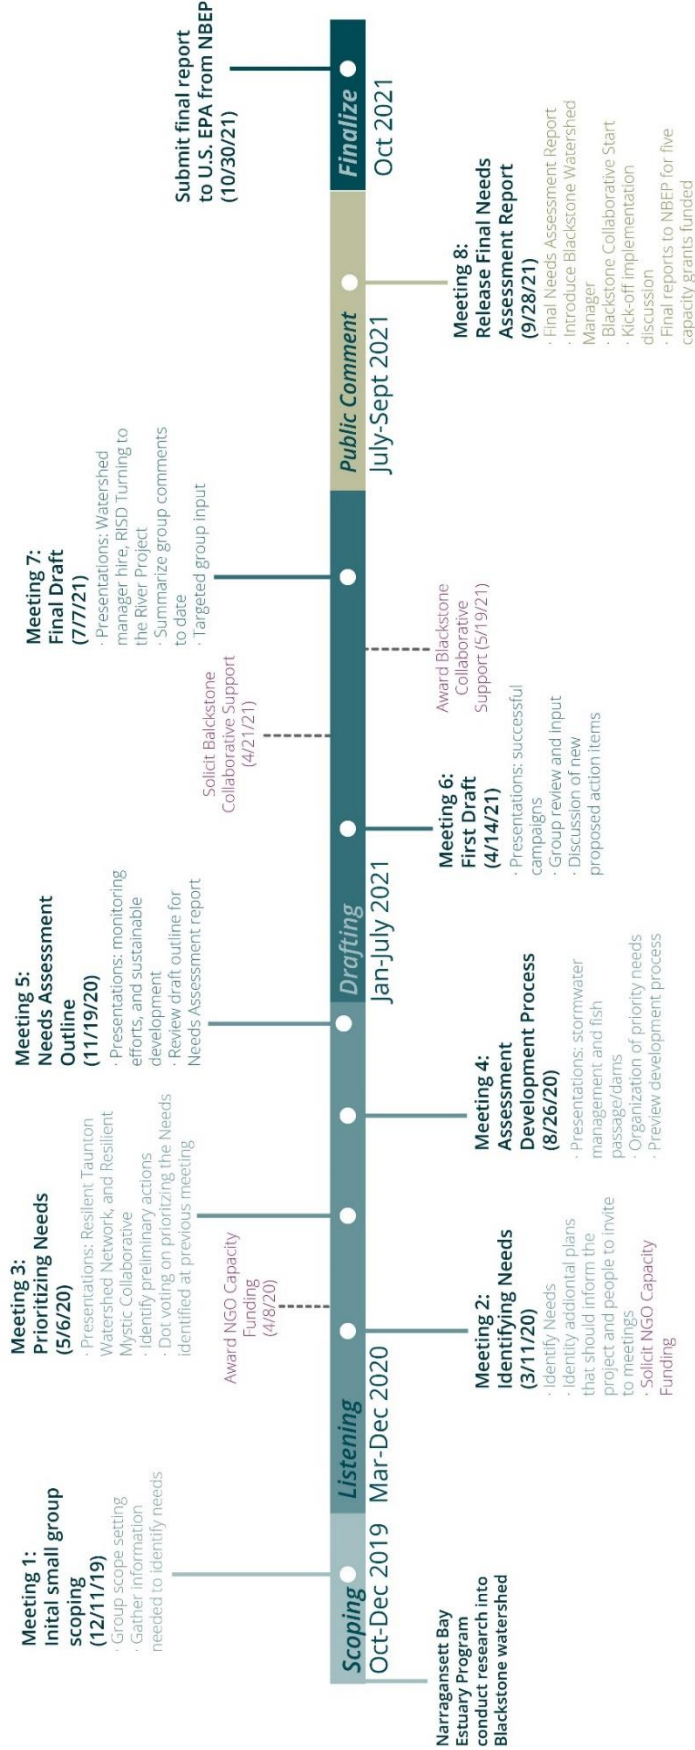 Meeting 1:
Inital small group
scoping
(12/11/19)
· Group scope setting
· Gather information
needed to identify needs
Meeting 3:
Prioritizing Needs
(5/6/20)
· Presentations: Resilent Taunton
Watershed Network, and Resilient
Mystic Collaborative
· Identify preliminary actions
· Dot voting on prioritzing the Needs
identified at previous meeting
Award NGO Capacity
Funding
(4/8/20)
Meeting 5:
Needs Assessment
Outline
(11/19/20)
· Presentations: monitoring
efforts, and sustainable
development
· Review draft outline for
Needs Assessment report
Solicit Balckstone
Collaborative Support
(4/21/21)
Meeting 7:
Final Draft
(7/7/21)
· Presentations: Watershed
manager hire, RISD Turning to
the River Project
· Summarize group comments
to date
· Targeted group input
Submit final report
to U.S. EPA from NBEP
(10/30/21)
Scoping
Listening
Drafting
Public Comment
Finalize
Oct-Dec 2019
Mar-Dec 2020
Jan-July 2021
July-Sept 2021
Oct 2021
Narragansett Bay
Estuary Program
conduct research into
Blackstone watershed
Meeting 2:
Identifying Needs
(3/11/20)
· Identify Needs
· Identity addiontal plans
that should inform the
project and people to invite
to meetings
· Solicit NGO Capacity
Funding
Meeting 4:
Assessment
Development Process
(8/26/20)
· Presentations: stormwater
management and fish
passage/dams
· Organization of priority needs
· Preview development process
Meeting 6:
First Draft
(4/14/21)
· Presentations: successful
campaigns
· Group review and input
· Discussion of new
proposed action items
Award Blackstone
Collaborative
Support (5/19/21)
Meeting 8:
Release Final Needs
Assessment Report
(9/28/21)
· Final Needs Assessment Report
· Introduce Blackstone Watershed
Manager
· Blackstone Collaborative Start
· Kick-off implementation
discussion
· Final reports to NBEP for five
capacity grants funded